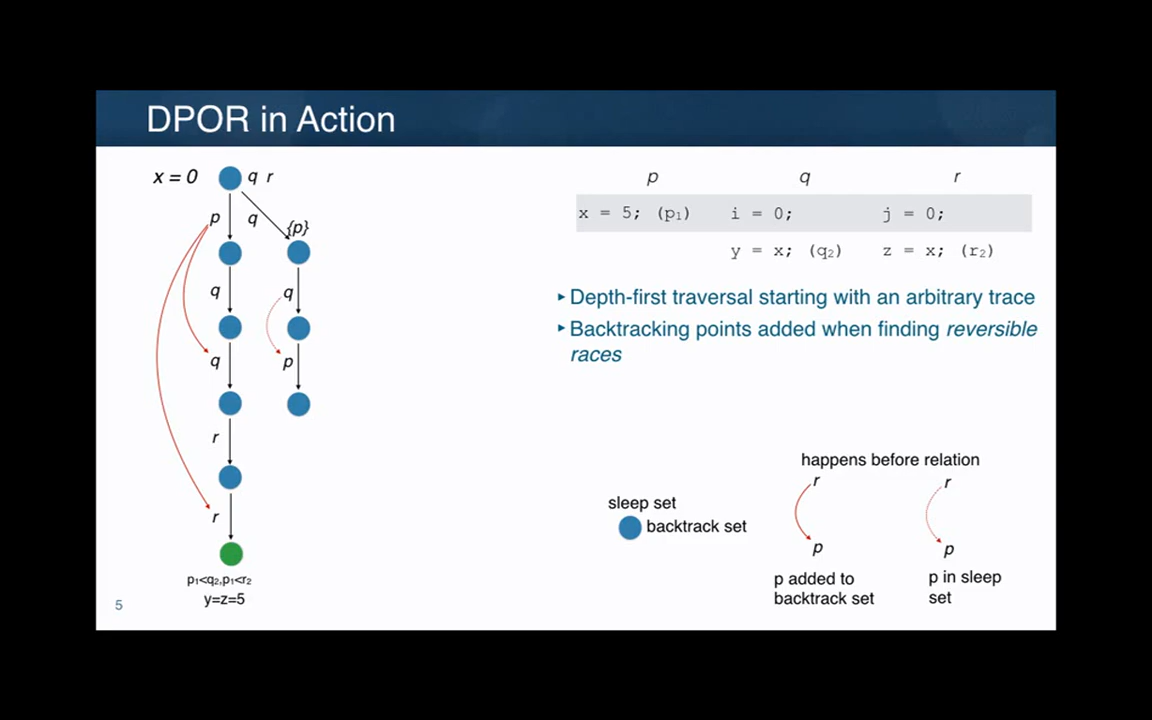 DPOR in Action
x = 0 q r
p q {p}
q q
q p
r
r
p₁<q₂,p₁<r₂
y=z=5
5
p q r
x = 5; (p₁) i = 0; j = 0;
y = x; (q₂) z = x; (r₂)
▸ Depth-first traversal starting with an arbitrary trace
▸ Backtracking points added when finding reversible
races
happens before relation
r r
sleep set
backtrack set
p p
p added to
backtrack set
p in sleep
set